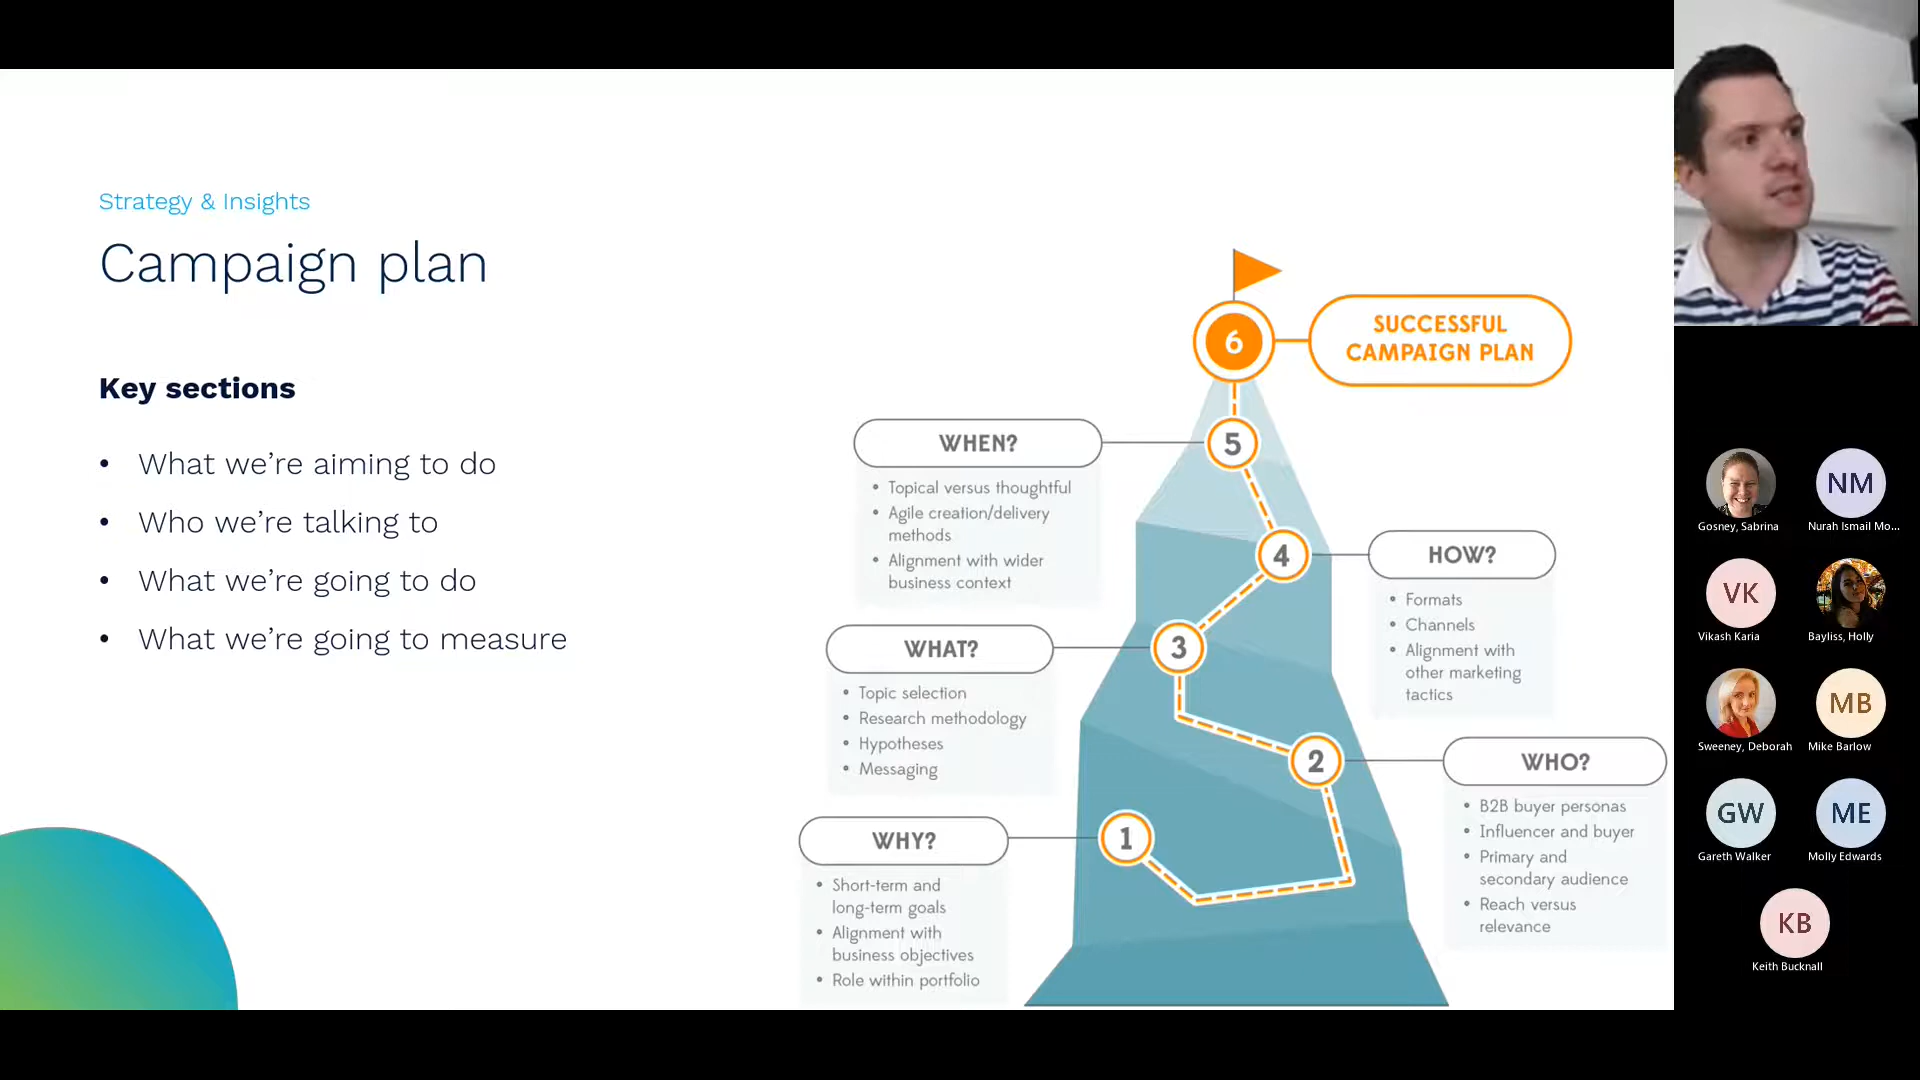 Strategy & Insights
Campaign plan
Key sections
• What we’re aiming to do
• Who we’re talking to
• What we’re going to do
• What we’re going to measure
6
SUCCESSFUL
CAMPAIGN PLAN
WHEN?
5
• Topical versus thoughtful
• Agile creation/delivery
methods
• Alignment with wider
business context
4
HOW?
• Formats
• Channels
• Alignment with
other marketing
tactics
WHAT?
3
• Topic selection
• Research methodology
• Hypotheses
• Messaging
2
WHO?
• B2B buyer personas
• Influencer and buyer
• Primary and
secondary audience
• Reach versus
relevance
WHY?
1
• Short-term and
long-term goals
• Alignment with
business objectives
• Role within portfolio
Gosney, Sabrina
NM
Nurah Ismail Mo...
VK
Vikash Karia
Bayliss, Holly
Sweeney, Deborah
MB
Mike Barlow
GW
Gareth Walker
ME
Molly Edwards
KB
Keith Bucknall